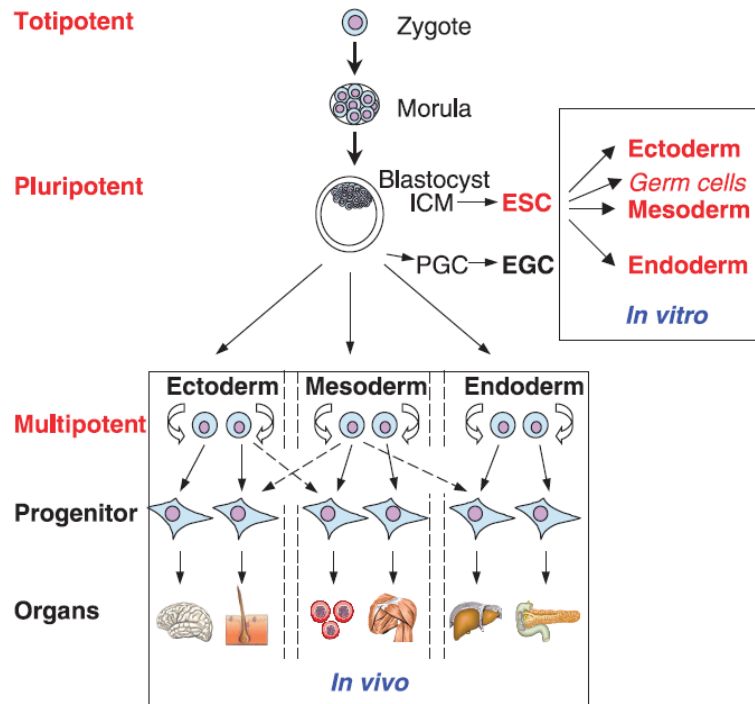 Totipotent
Zygote
Morula
Pluripotent
Blastocyst
ICM
ESC
PGC
EGC
Ectoderm
Germ cells
Mesoderm
Endoderm
In vitro
Ectoderm
Mesoderm
Endoderm
Multipotent
Progenitor
Organs
In vivo